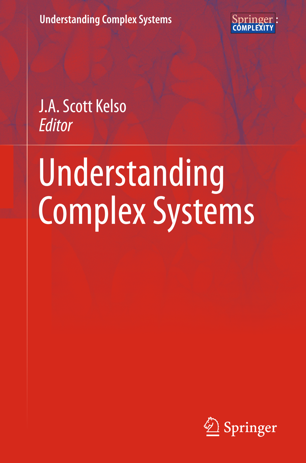 Understanding Complex Systems
Springer :
COMPLEXITY
J.A. Scott Kelso
Editor
Understanding
Complex Systems
Springer